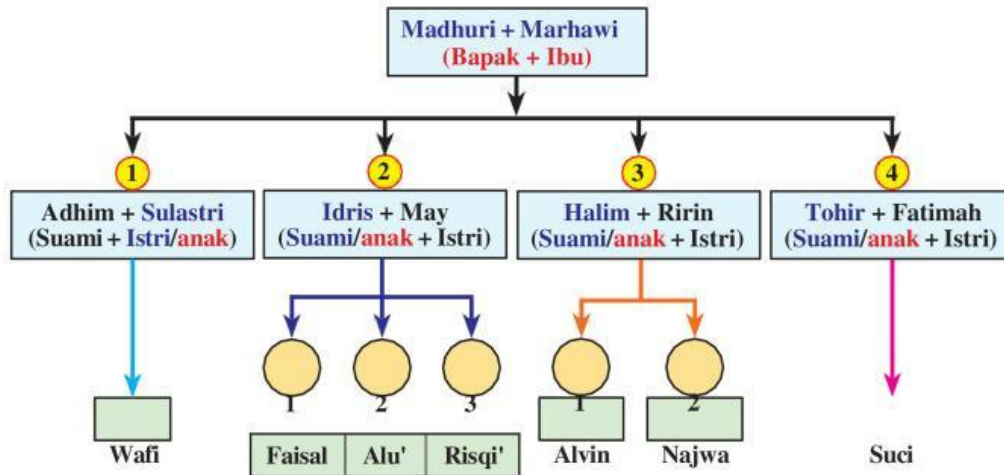 Madhuri + Marhawi
(Bapak + Ibu)
1
2
3
4
Adhim + Sulastri
(Suami + Istri/anak)
Idris + May
(Suami/anak + Istri)
Halim + Ririn
(Suami/anak + Istri)
Tohir + Fatimah
(Suami/anak + Istri)
1
2
3
1
2
Wafi
Faisal
Alu'
Risqi'
Alvin
Najwa
Suci